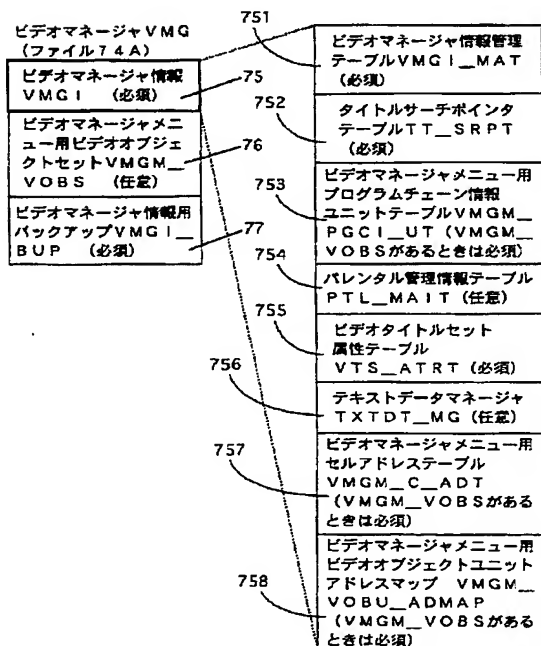 ビデオマネージャVMG
(ファイル74A)
ビデオマネージャ情報
VMGI (必須)
75
ビデオマネージャメニ
ュー用ビデオオブジェ
クトセットVMGM__
VOBS (任意)
76
ビデオマネージャ情報用
バックアップVMGI__
BUP (必須)
77
751
ビデオマネージャ情報管理
テーブルVMGI__MAT
(必須)
752
タイトルサーチポインタ
テーブルTT__SRPT
(必須)
753
ビデオマネージャメニュー用
プログラムチェーン情報
ユニットテーブルVMGM__
PGCI__UT (VMGM__
VOBSがあるときは必須)
754
パレンタル管理情報テーブル
PTL__MAIT (任意)
755
ビデオタイトルセット
属性テーブル
VTS__ATRT (必須)
756
テキストデータマネージャ
TXTDT__MG (任意)
757
ビデオマネージャメニュー用
セルアドレステーブル
VMGM__C__ADT
(VMGM__VOBSがある
ときは必須)
758
ビデオマネージャメニュー用
ビデオオブジェクトユニット
アドレスマップ VMGM__
VOBU__ADMAP
(VMGM__VOBSがある
ときは必須)